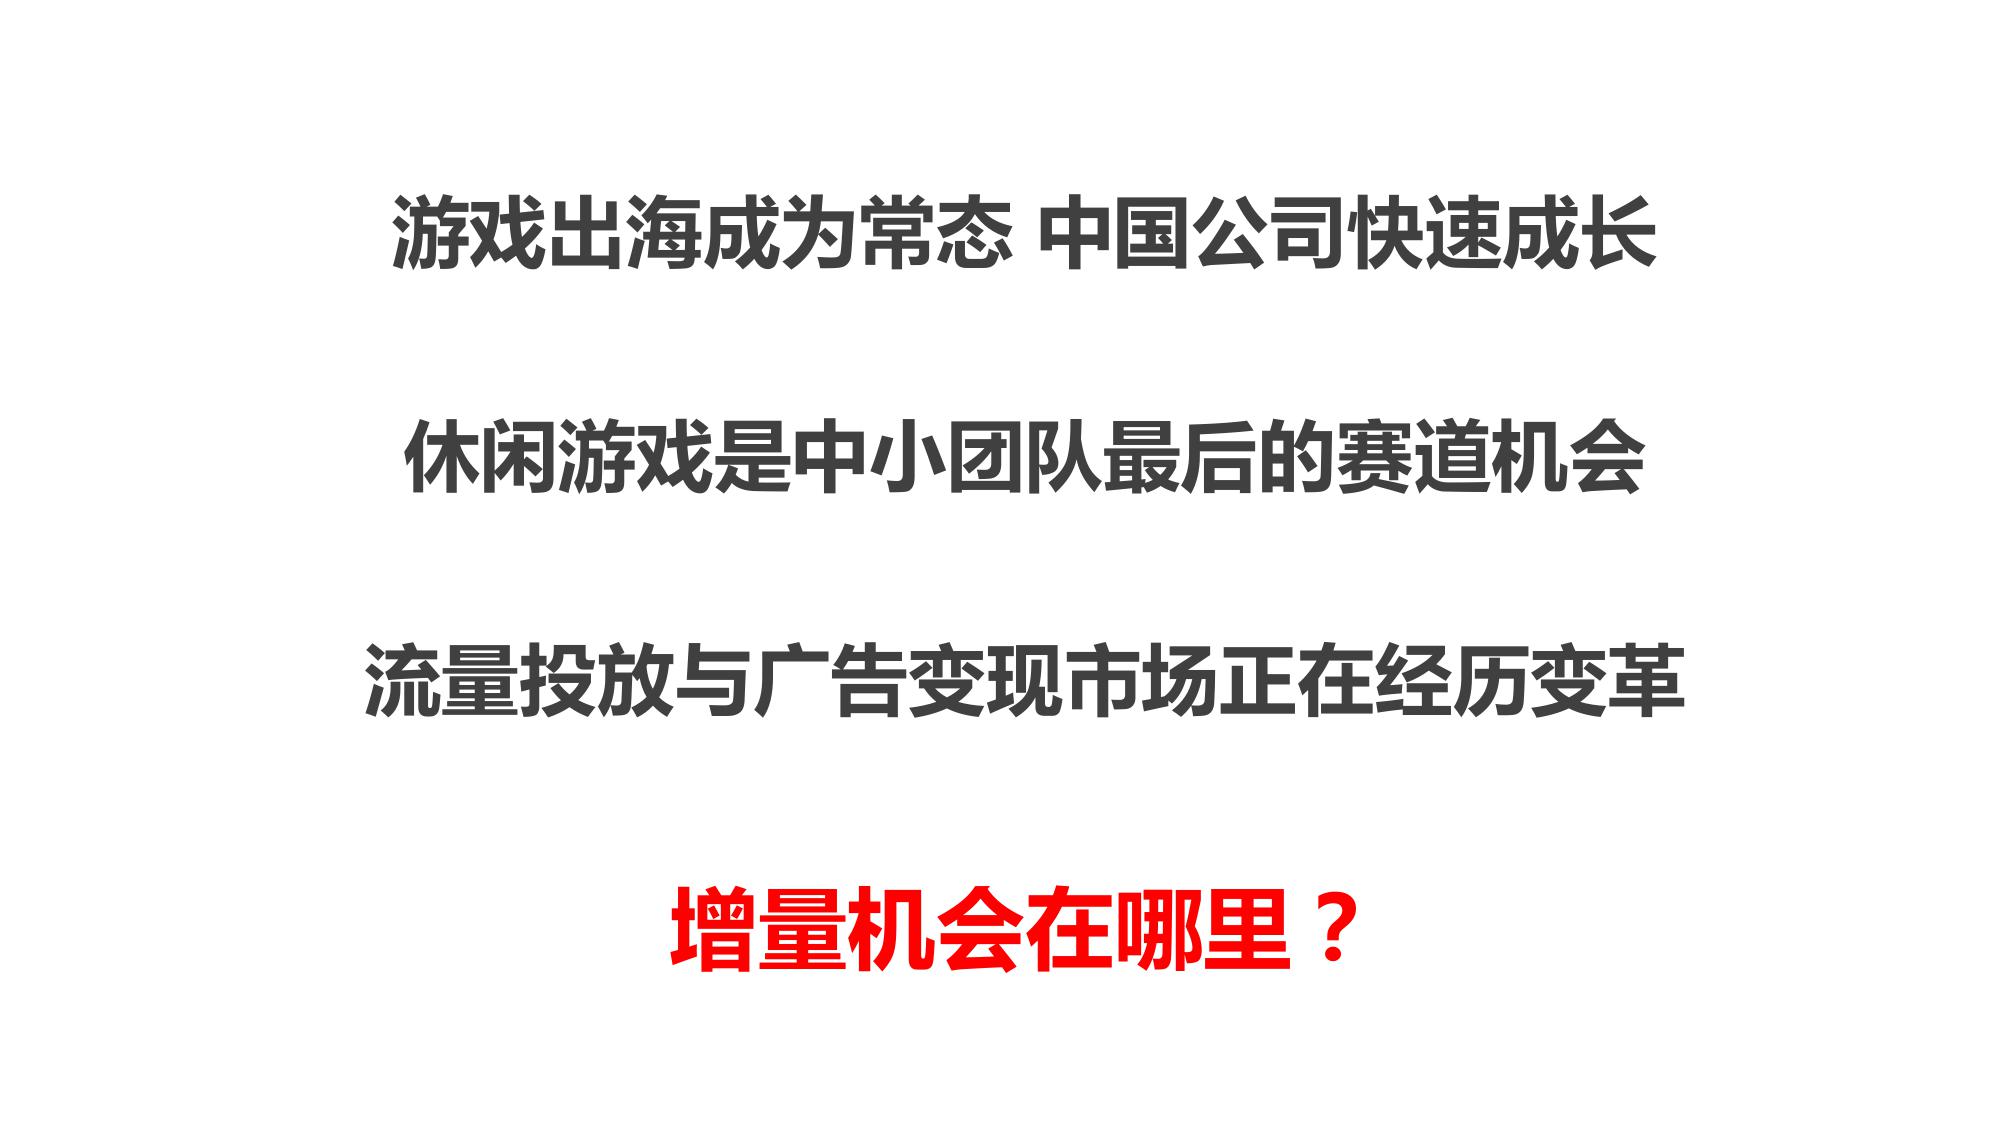 游戏出海成为常态 中国公司快速成长
休闲游戏是中小团队最后的赛道机会
流量投放与广告变现市场正在经历变革
增量机会在哪里？